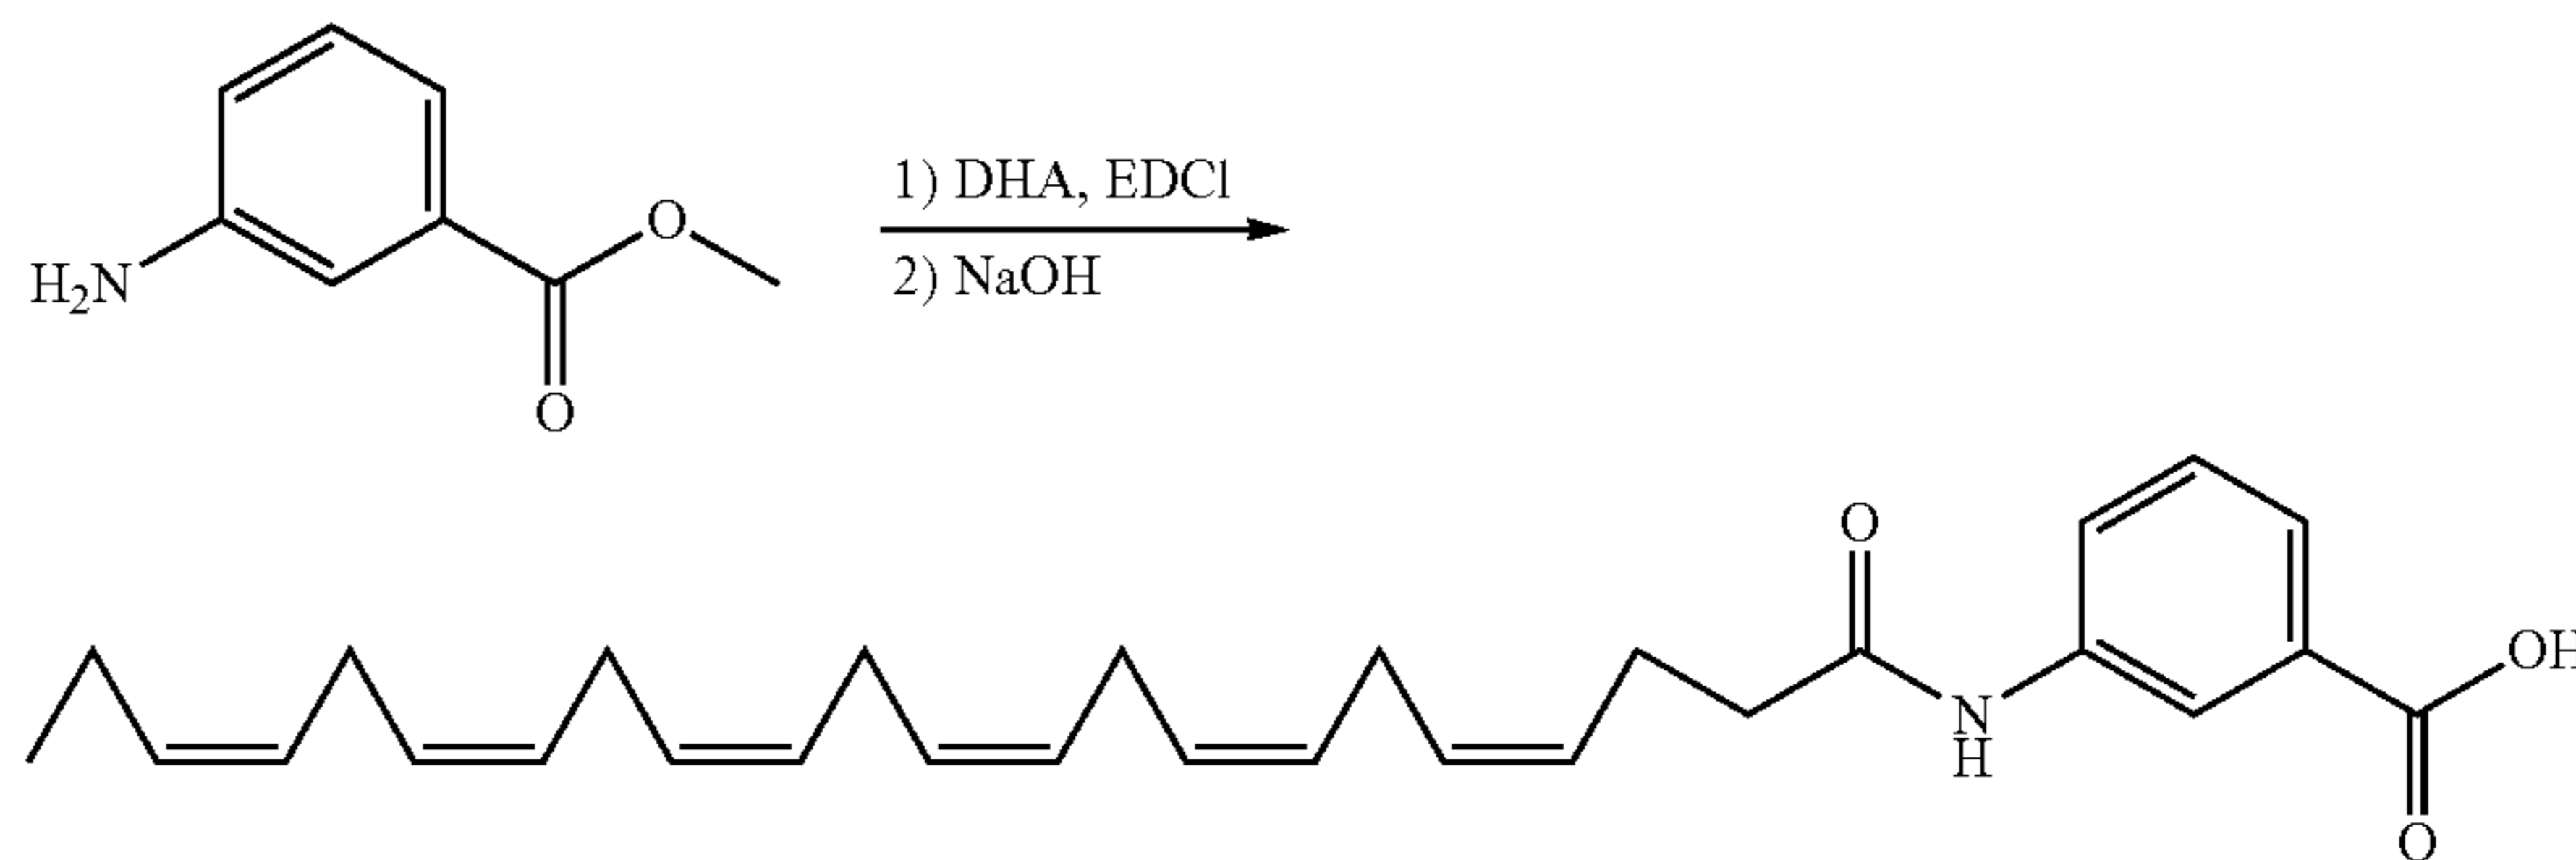 1) DHA, EDCl
O
H₂N
2) NaOH
O
O
OH
N
H
O